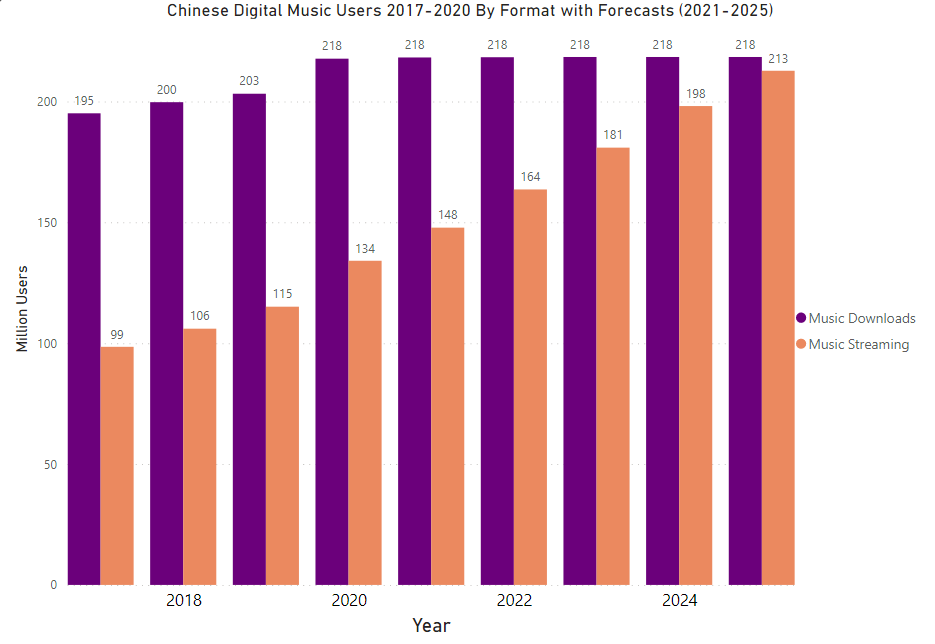 Chinese Digital Music Users 2017-2020 By Format with Forecasts (2021-2025)
218 218 218 218 218 218
213
203
200
195
200
198
181
164
150
148
134
115
106
99
100
50
0
Million Users
Music Downloads
Music Streaming
2018 2020 2022 2024
Year